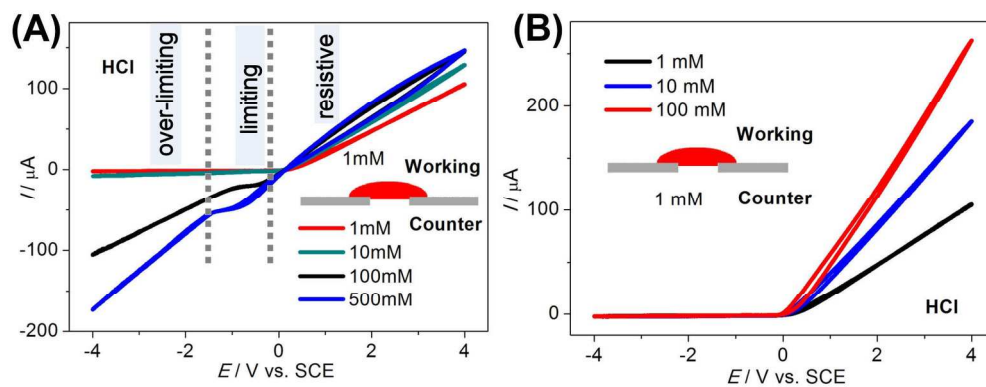 (A)
HCl
over-limiting
limiting
resistive
1mM
Working
Counter
1mM
10mM
100mM
500mM
100
0
-100
-200
I / µA
-4
-2
0
2
4
E / V vs. SCE
(B)
1 mM
10 mM
100 mM
Working
1 mM
Counter
HCl
200
100
0
I / µA
-4
-2
0
2
4
E / V vs. SCE